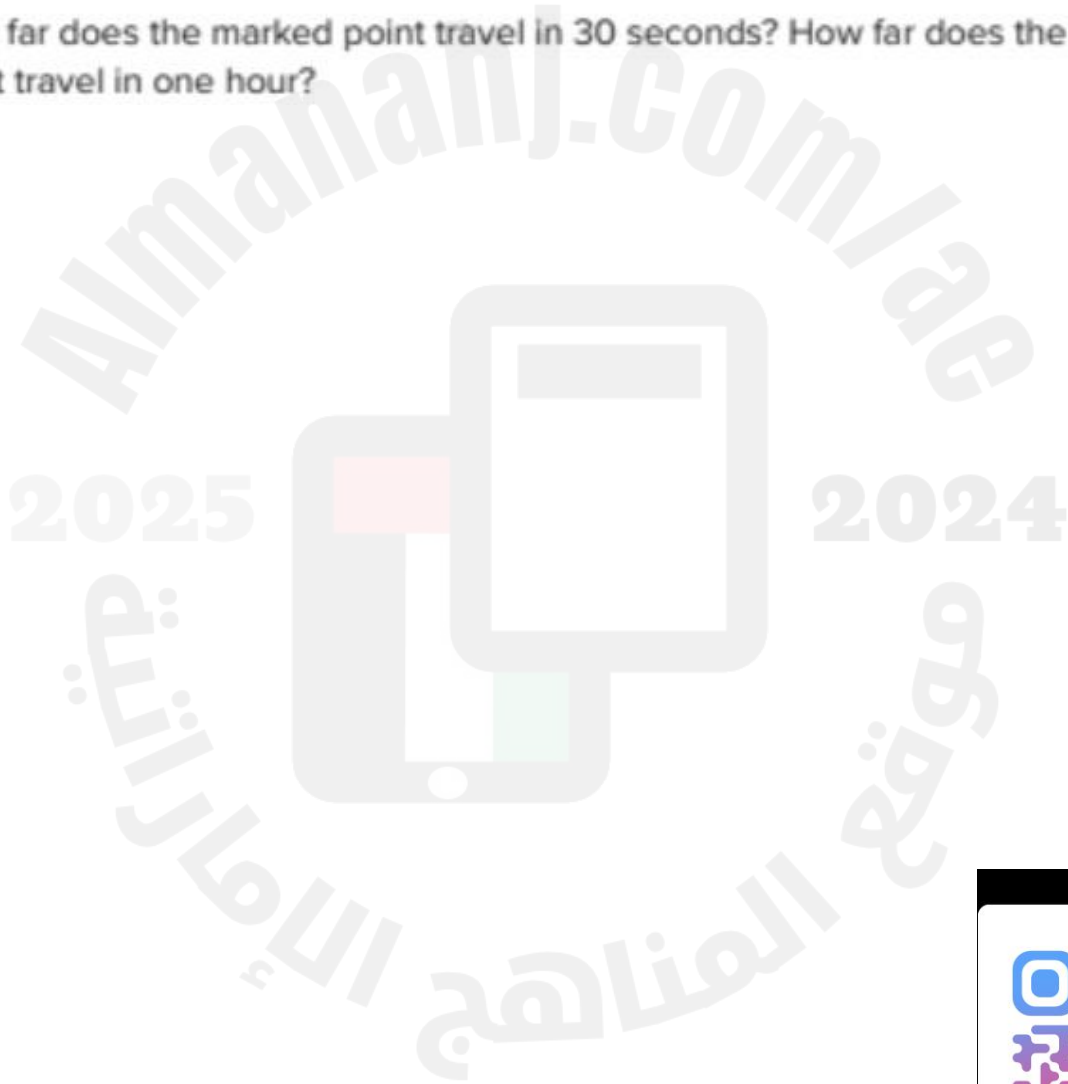 far does the marked point travel in 30 seconds? How far does the
t travel in one hour?
Almanahj.com/ae
2025
2024
موقع
المناهج
الإماراتية